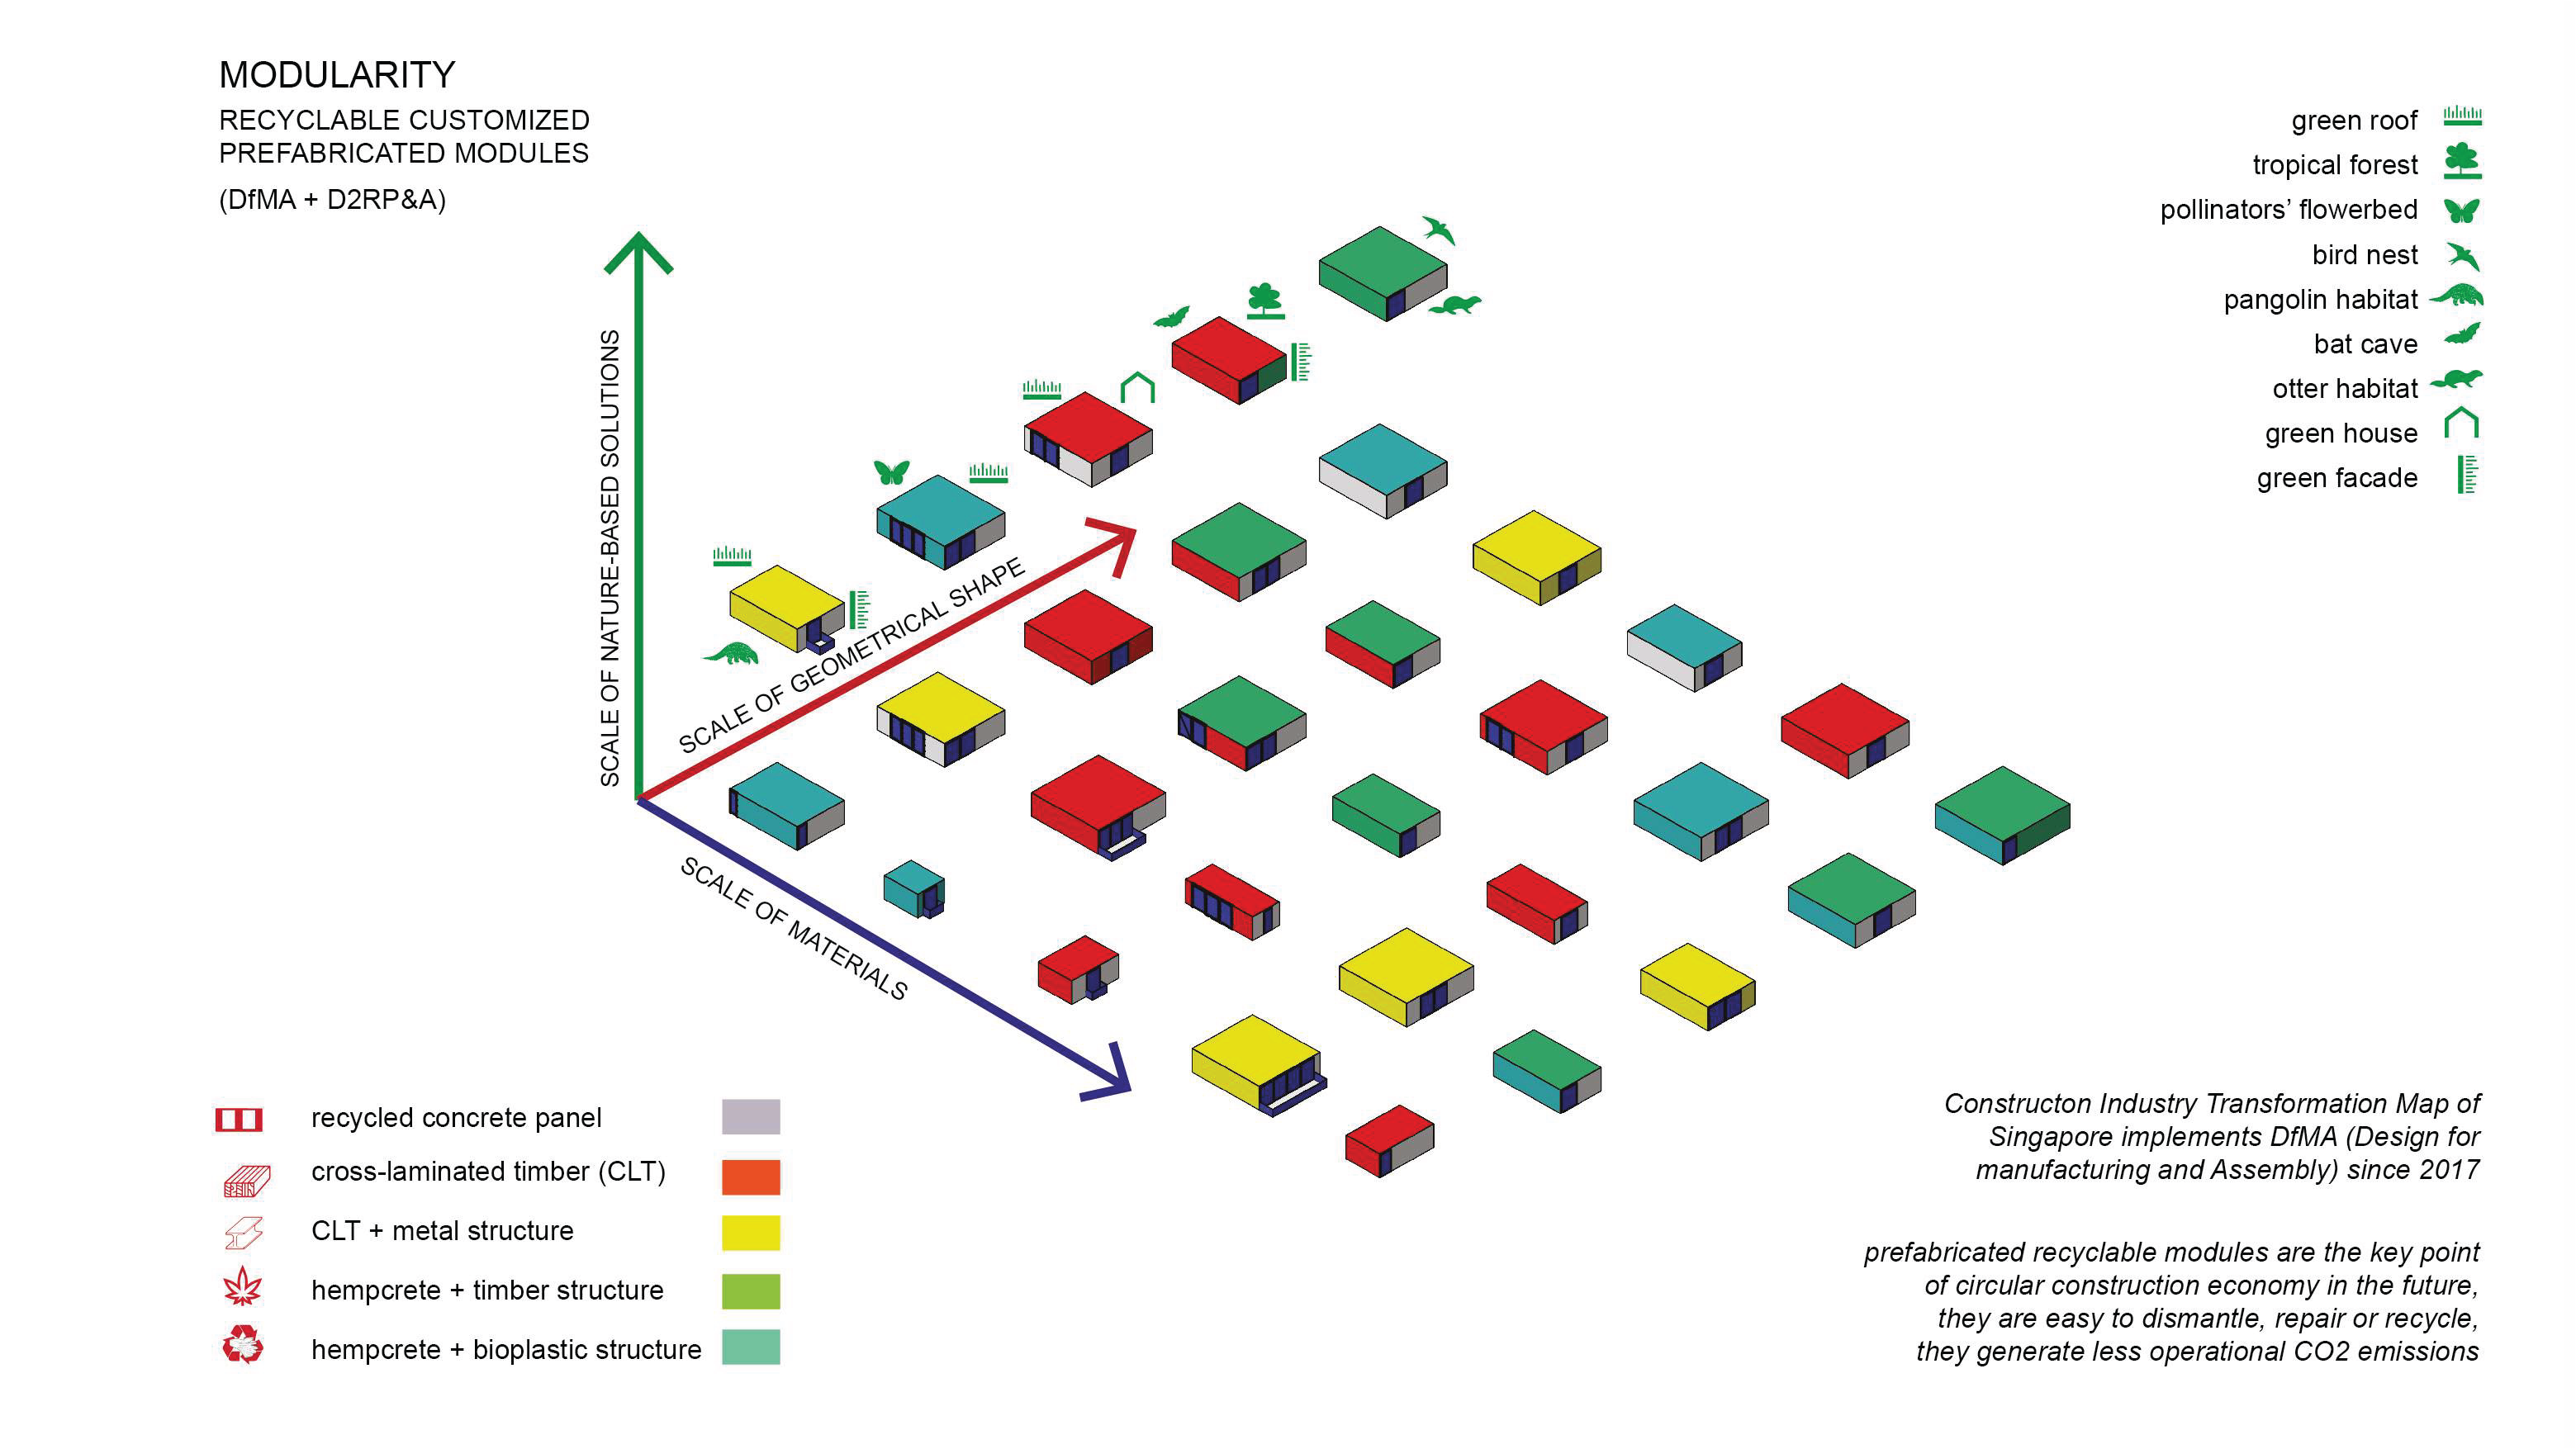 MODULARITY
RECYCLABLE CUSTOMIZED
PREFABRICATED MODULES
(DfMA + D2RP&A)
green roof
tropical forest
pollinators’ flowerbed
bird nest
pangolin habitat
bat cave
otter habitat
green house
green facade
SCALE OF NATURE-BASED SOLUTIONS
SCALE OF GEOMETRICAL SHAPE
SCALE OF MATERIALS
recycled concrete panel
cross-laminated timber (CLT)
CLT + metal structure
hempcrete + timber structure
hempcrete + bioplastic structure
Constructon Industry Transformation Map of
Singapore implements DfMA (Design for
manufacturing and Assembly) since 2017
prefabricated recyclable modules are the key point
of circular construction economy in the future,
they are easy to dismantle, repair or recycle,
they generate less operational CO2 emissions